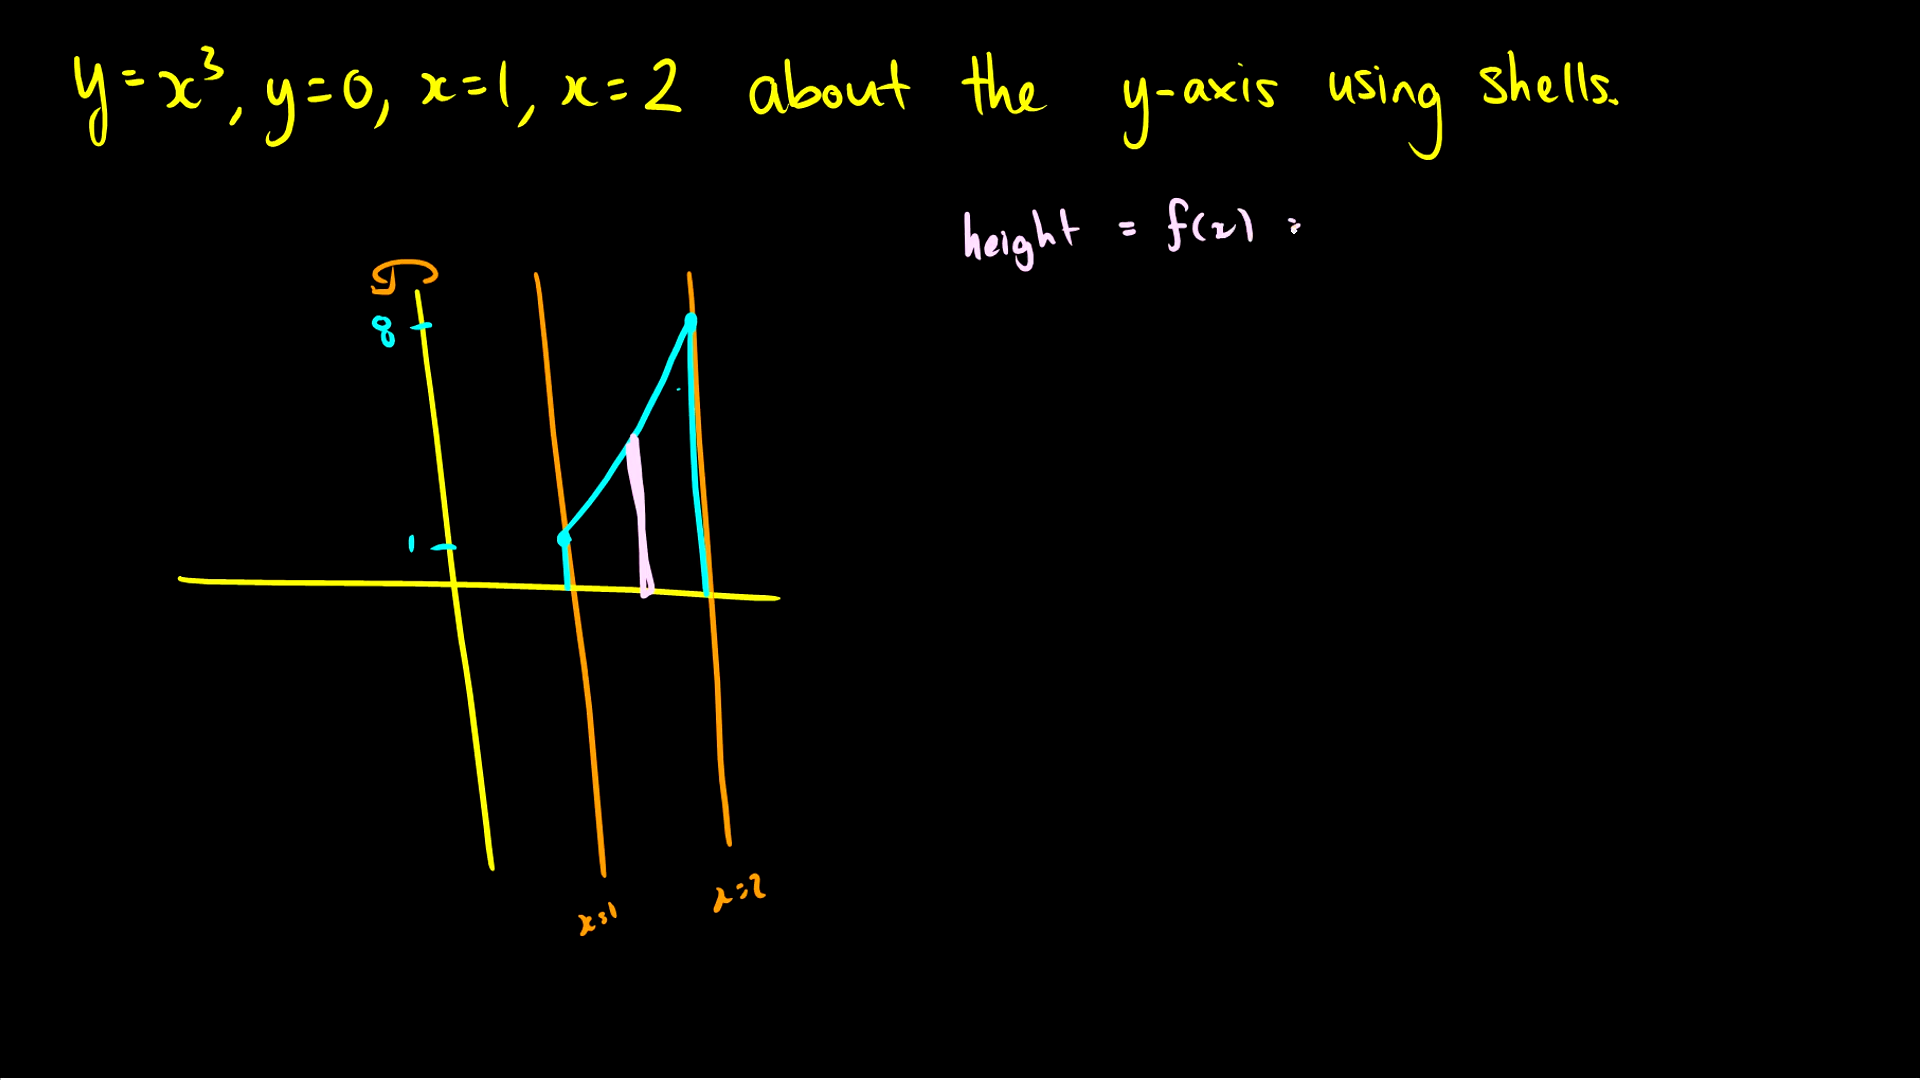 y=x³, y=0, x=1, x=2 about the y-axis using shells.
height = f(x) =
8
1
x=1
x=2